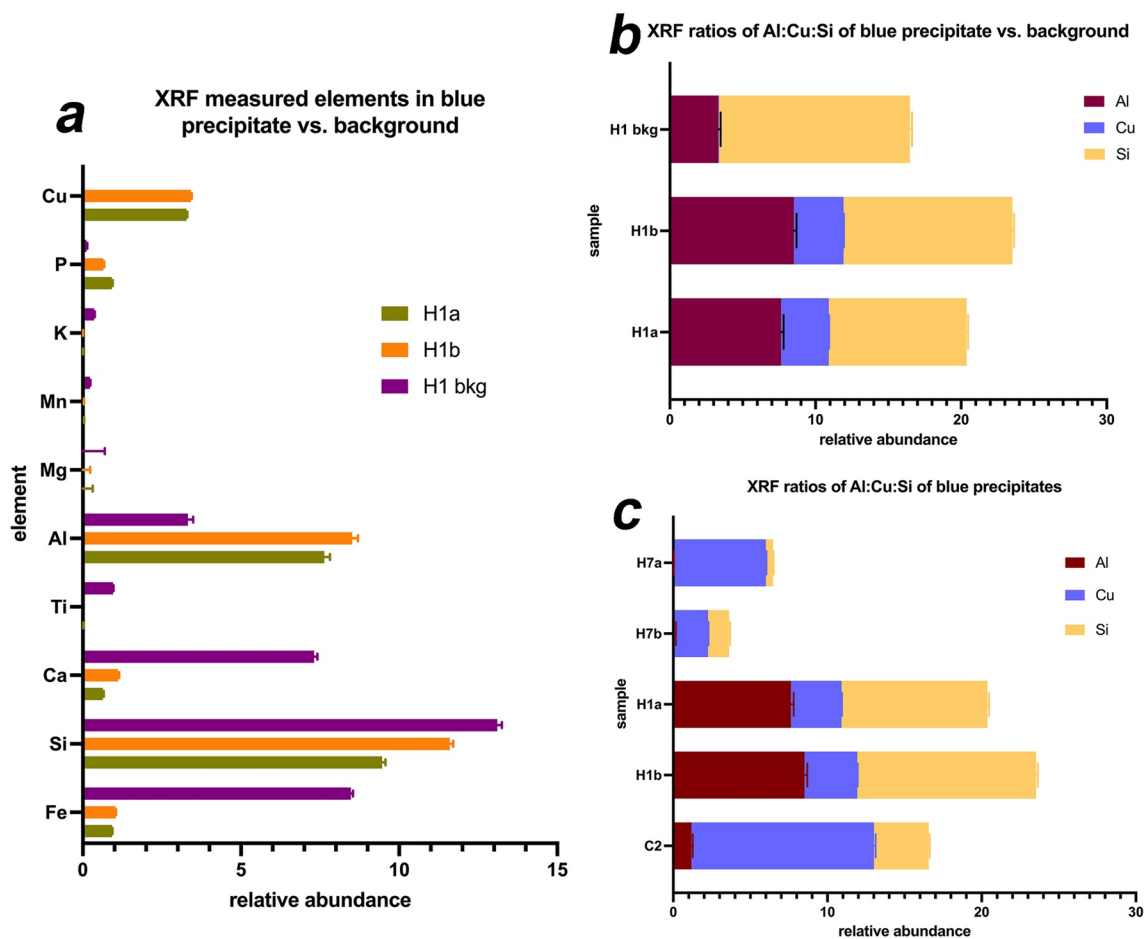 a
XRF measured elements in blue
precipitate vs. background
Cu
P
K
Mn
Mg
Al
Ti
Ca
Si
Fe
element
H1a
H1b
H1 bkg
0
5
10
15
relative abundance
b
XRF ratios of Al:Cu:Si of blue precipitate vs. background
H1 bkg
H1b
H1a
sample
Al
Cu
Si
0
10
20
30
relative abundance
c
XRF ratios of Al:Cu:Si of blue precipitates
H7a
H7b
H1a
H1b
C2
sample
Al
Cu
Si
0
10
20
30
relative abundance